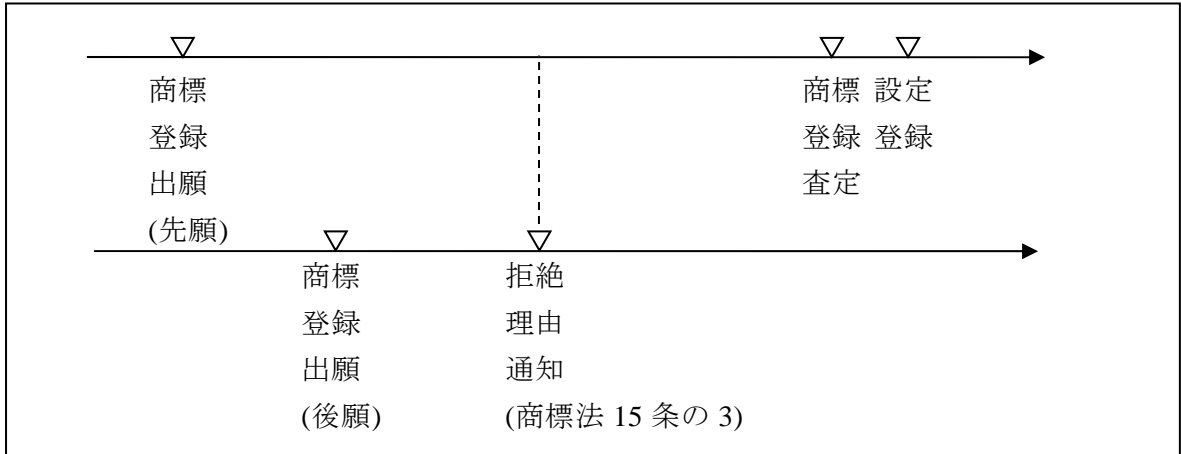 商標
登録
出願
(先願)
商標
登録
査定
設定
登録
商標
登録
出願
(後願)
拒絶
理由
通知
(商標法 15 条の 3)